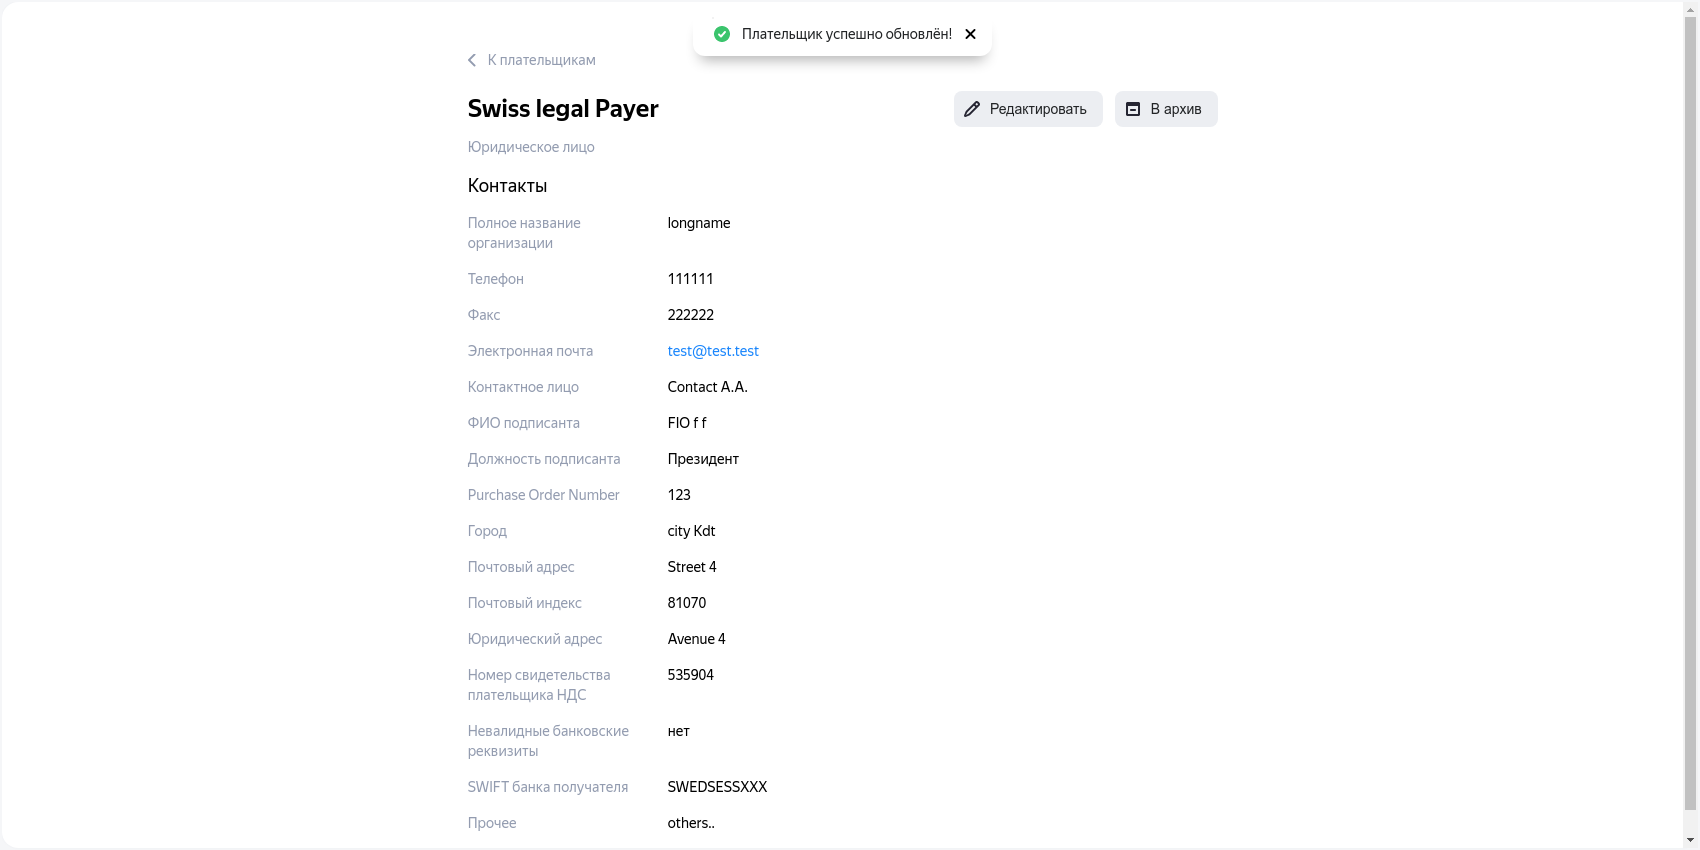 Плательщик успешно обновлён!
К плательщикам
Swiss legal Payer
Редактировать
В архив
Юридическое лицо
Контакты
Полное название
организации
longname
Телефон
111111
Факс
222222
Электронная почта
test@test.test
Контактное лицо
Contact A.A.
ФИО подписанта
FIO f f
Должность подписанта
Президент
Purchase Order Number
123
Город
city Kdt
Почтовый адрес
Street 4
Почтовый индекс
81070
Юридический адрес
Avenue 4
Номер свидетельства
плательщика НДС
535904
Невалидные банковские
реквизиты
нет
SWIFT банка получателя
SWEDSESSXXX
Прочее
others..